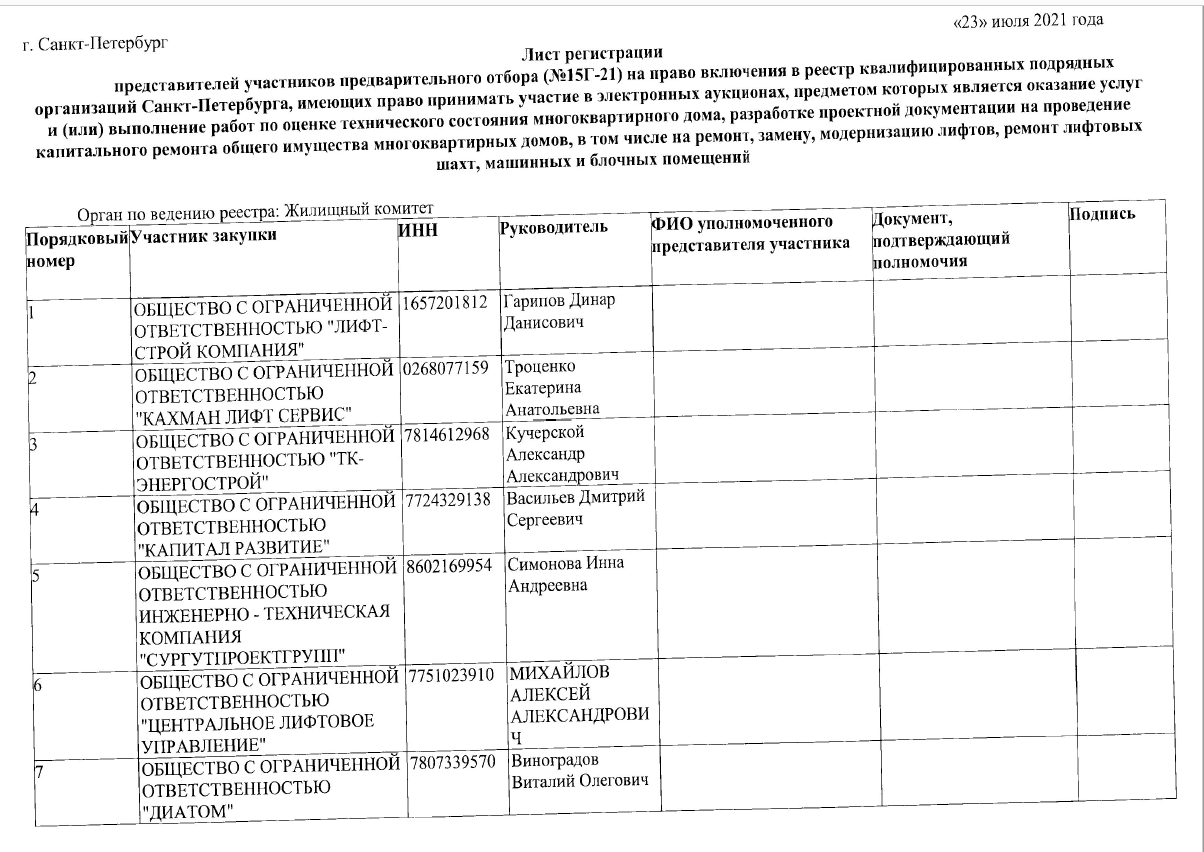 «23» июля 2021 года
г. Санкт-Петербург
Лист регистрации
представителей участников предварительного отбора (№15Г-21) на право включения в реестр квалифицированных подрядных
организаций Санкт-Петербурга, имеющих право принимать участие в электронных аукционах, предметом которых является оказание услуг
и (или) выполнение работ по оценке технического состояния многоквартирного дома, разработке проектной документации на проведение
капитального ремонта общего имущества многоквартирных домов, в том числе на ремонт, замену, модернизацию лифтов, ремонт лифтовых
шахт, машинных и блочных помещений
Орган по ведению реестра: Жилищный комитет
Порядковый
номер
Участник закупки
ИНН
Руководитель
ФИО уполномоченного
представителя участника
Документ,
подтверждающий
полномочия
Подпись
1
ОБЩЕСТВО С ОГРАНИЧЕННОЙ
ОТВЕТСТВЕННОСТЬЮ "ЛИФТ-
СТРОЙ КОМПАНИЯ"
1657201812
Гарипов Динар
Данисович
2
ОБЩЕСТВО С ОГРАНИЧЕННОЙ
ОТВЕТСТВЕННОСТЬЮ
"КАХМАН ЛИФТ СЕРВИС"
0268077159
Троценко
Екатерина
Анатольевна
3
ОБЩЕСТВО С ОГРАНИЧЕННОЙ
ОТВЕТСТВЕННОСТЬЮ "ТК-
ЭНЕРГОСТРОЙ"
7814612968
Кучерской
Александр
Александрович
4
ОБЩЕСТВО С ОГРАНИЧЕННОЙ
ОТВЕТСТВЕННОСТЬЮ
"КАПИТАЛ РАЗВИТИЕ"
7724329138
Васильев Дмитрий
Сергеевич
5
ОБЩЕСТВО С ОГРАНИЧЕННОЙ
ОТВЕТСТВЕННОСТЬЮ
ИНЖЕНЕРНО - ТЕХНИЧЕСКАЯ
КОМПАНИЯ
"СУРГУТПРОЕКТГРУПП"
8602169954
Симонова Инна
Андреевна
6
ОБЩЕСТВО С ОГРАНИЧЕННОЙ
ОТВЕТСТВЕННОСТЬЮ
"ЦЕНТРАЛЬНОЕ ЛИФТОВОЕ
УПРАВЛЕНИЕ"
7751023910
МИХАЙЛОВ
АЛЕКСЕЙ
АЛЕКСАНДРОВИ
Ч
7
ОБЩЕСТВО С ОГРАНИЧЕННОЙ
ОТВЕТСТВЕННОСТЬЮ
"ДИАТОМ"
7807339570
Виноградов
Виталий Олегович